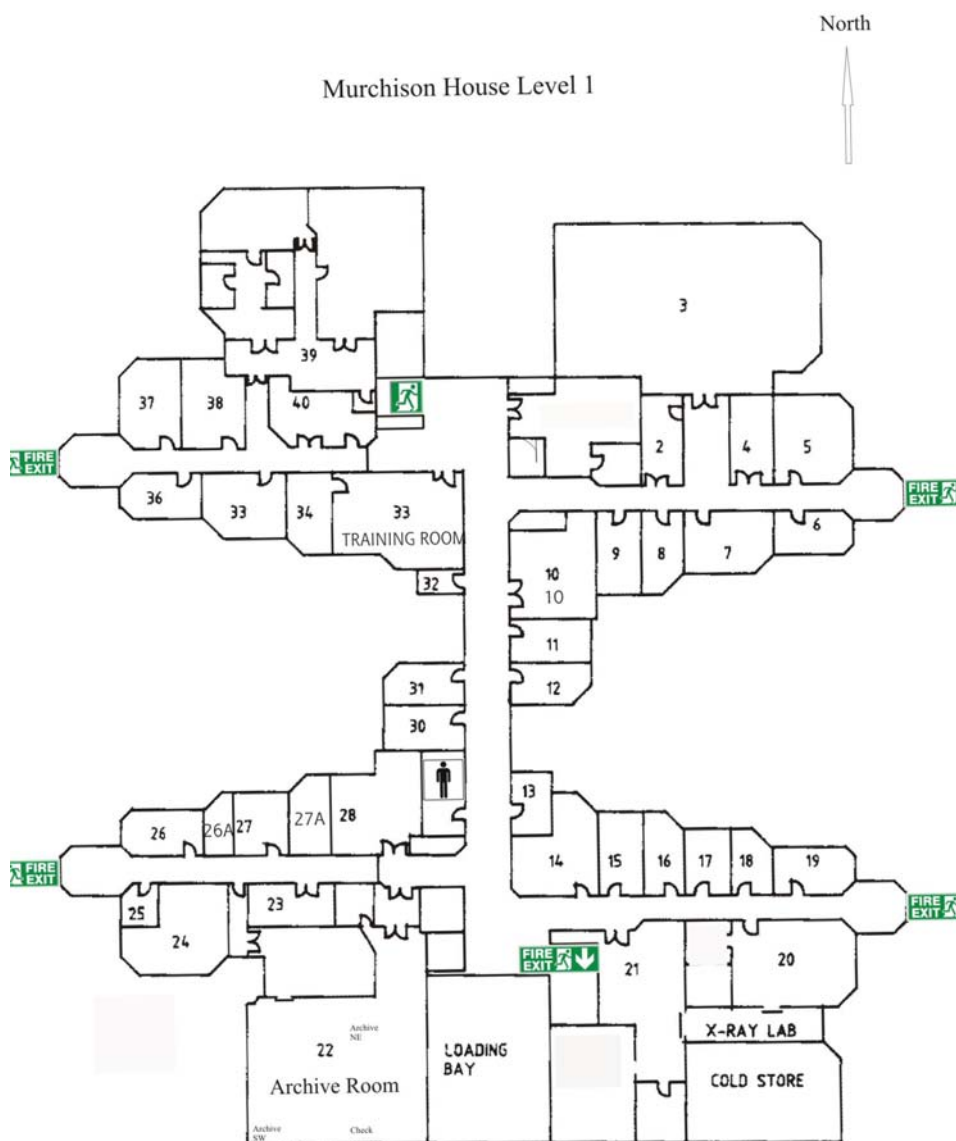 North
Murchison House Level 1
3
39
37
38
40
2
4
5
FIRE
EXIT
FIRE
EXIT
36
33
34
33
TRAINING ROOM
9
8
7
6
32
10
10
11
12
31
30
13
26
26A
27
27A
28
14
15
16
17
18
19
FIRE
EXIT
FIRE
EXIT
25
23
24
FIRE
EXIT
21
20
22
Archive
NE
LOADING
BAY
X-RAY LAB
COLD STORE
Archive Room
Archive
SW
Check